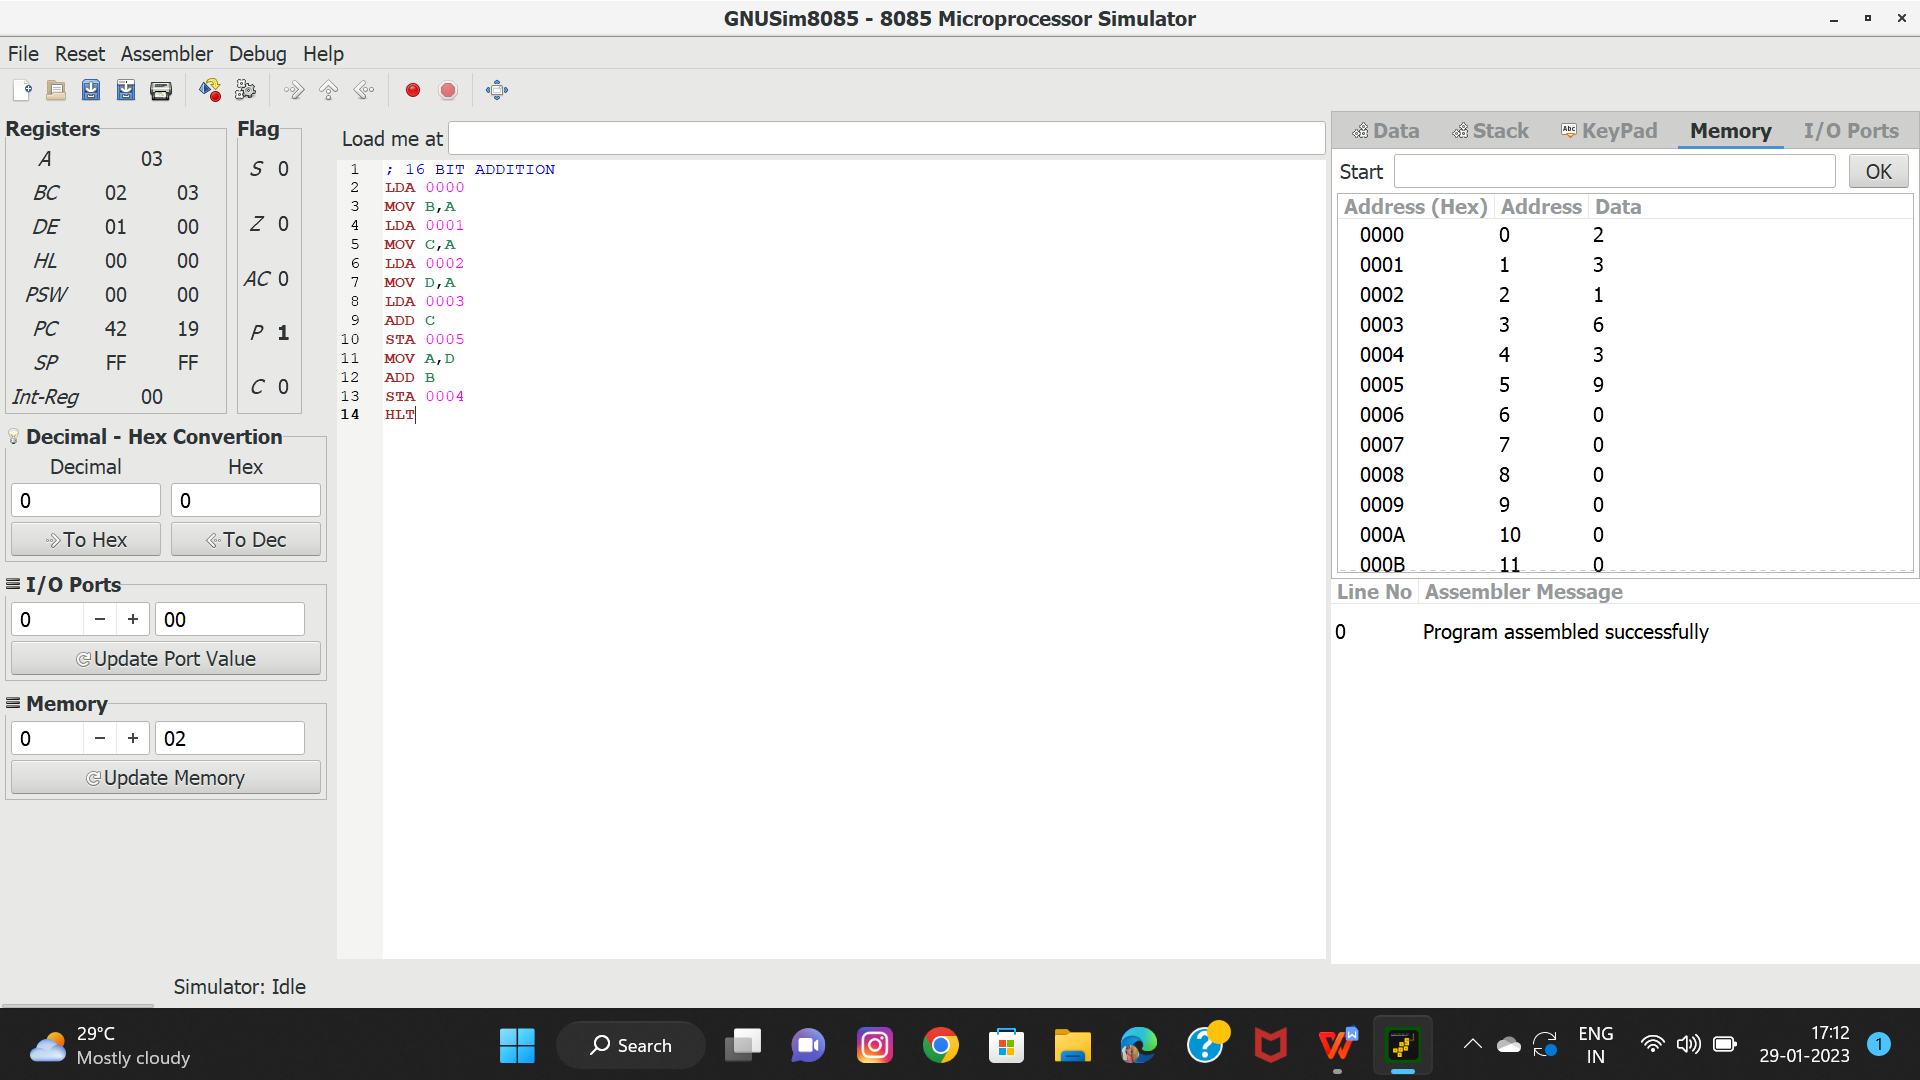 GNUSim8085 - 8085 Microprocessor Simulator
File Reset Assembler Debug Help
Registers
A 03
BC 02 03
DE 01 00
HL 00 00
PSW 00 00
PC 42 19
SP FF FF
Int-Reg 00
Flag
S 0
Z 0
AC 0
P 1
C 0
Decimal - Hex Convertion
Decimal Hex
0 0
To Hex To Dec
I/O Ports
0 − + 00
Update Port Value
Memory
0 − + 02
Update Memory
Simulator: Idle
Load me at
1 ; 16 BIT ADDITION
2 LDA 0000
3 MOV B,A
4 LDA 0001
5 MOV C,A
6 LDA 0002
7 MOV D,A
8 LDA 0003
9 ADD C
10 STA 0005
11 MOV A,D
12 ADD B
13 STA 0004
14 HLT
Data Stack Abc KeyPad Memory I/O Ports
Start OK
Address (Hex) Address Data
0000 0 2
0001 1 3
0002 2 1
0003 3 6
0004 4 3
0005 5 9
0006 6 0
0007 7 0
0008 8 0
0009 9 0
000A 10 0
000B 11 0
Line No Assembler Message
0 Program assembled successfully
29°C
Mostly cloudy
Search
ENG
IN
17:12
29-01-2023
1